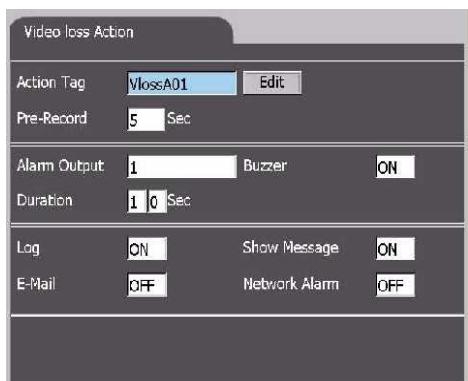 Video loss Action
Action Tag VlossA01 Edit
Pre-Record 5 Sec
Alarm Output 1 Buzzer ON
Duration 1 0 Sec
Log ON Show Message ON
E-Mail OFF Network Alarm OFF